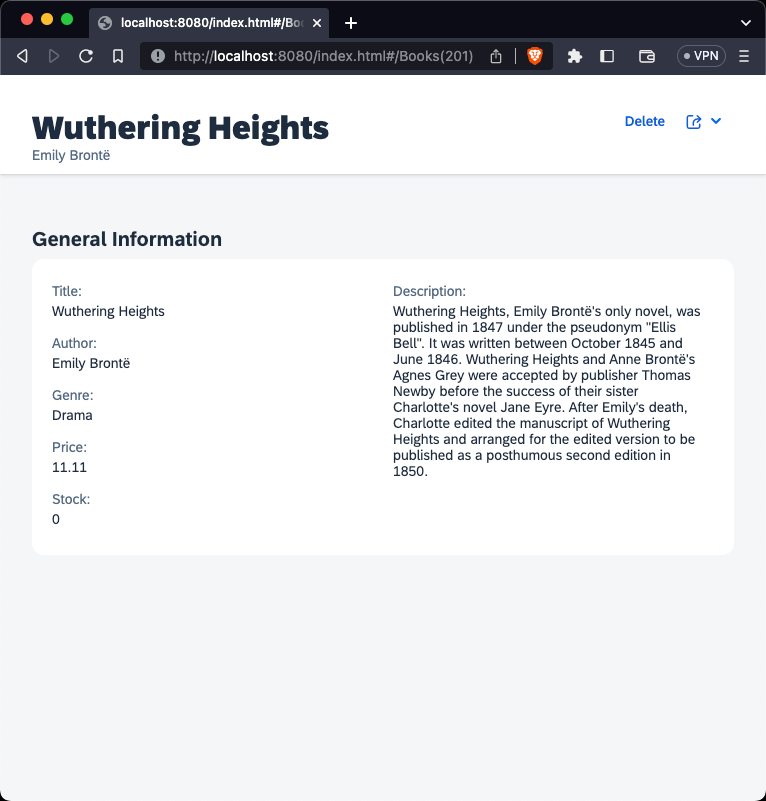 localhost:8080/index.html#/Bo
http://localhost:8080/index.html#/Books(201)
VPN
Wuthering Heights
Delete
Emily Brontë
General Information
Title:
Wuthering Heights
Author:
Emily Brontë
Genre:
Drama
Price:
11.11
Stock:
0
Description:
Wuthering Heights, Emily Brontë's only novel, was
published in 1847 under the pseudonym "Ellis
Bell". It was written between October 1845 and
June 1846. Wuthering Heights and Anne Brontë's
Agnes Grey were accepted by publisher Thomas
Newby before the success of their sister
Charlotte's novel Jane Eyre. After Emily's death,
Charlotte edited the manuscript of Wuthering
Heights and arranged for the edited version to be
published as a posthumous second edition in
1850.